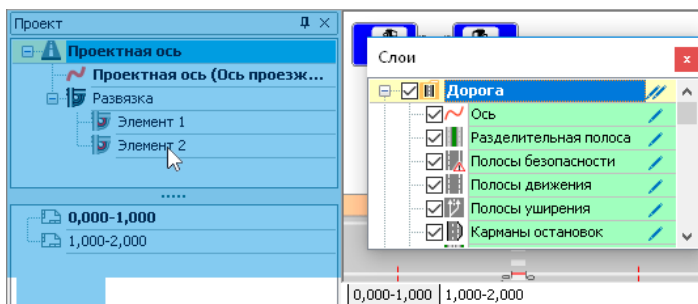 Проект
Проектная ось
Проектная ось (Ось проезж...
Развязка
Элемент 1
Элемент 2
0,000-1,000
1,000-2,000
Слои
Дорога
Ось
Разделительная полоса
Полосы безопасности
Полосы движения
Полосы уширения
Карманы остановок
0,000-1,000 1,000-2,000